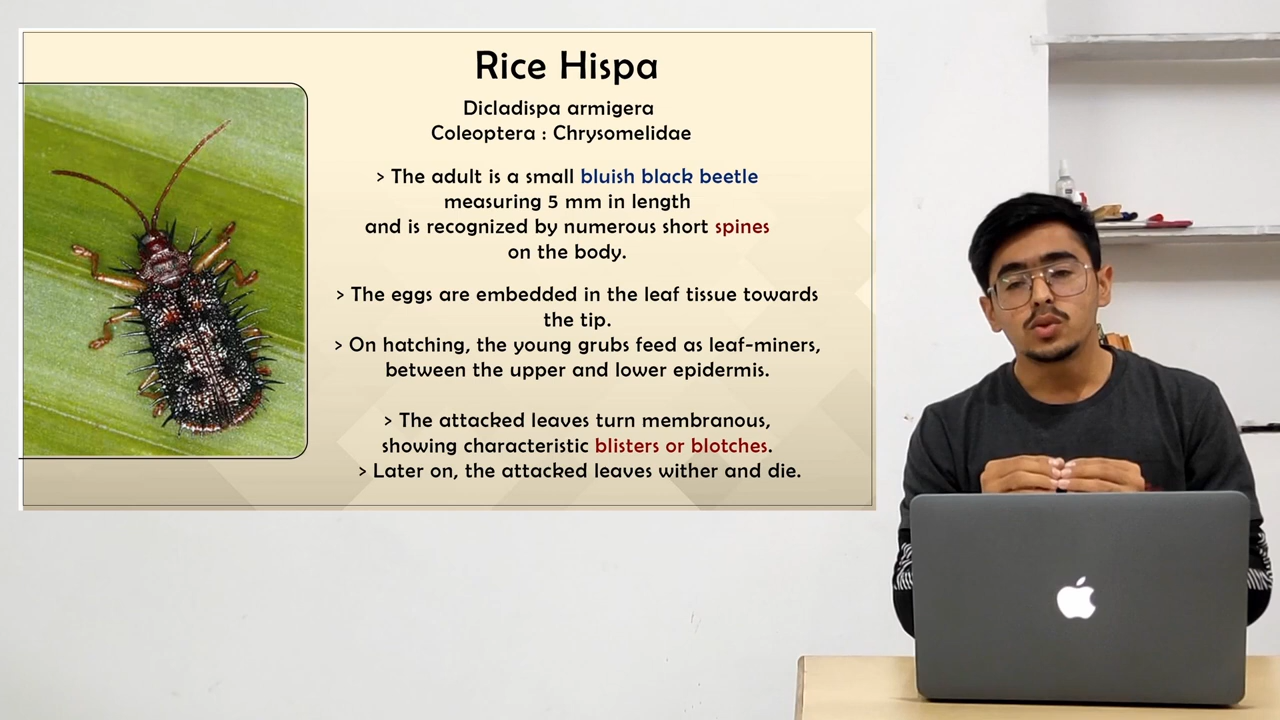 Rice Hispa
Dicladispa armigera
Coleoptera : Chrysomelidae
> The adult is a small bluish black beetle
measuring 5 mm in length
and is recognized by numerous short spines
on the body.
> The eggs are embedded in the leaf tissue towards
the tip.
> On hatching, the young grubs feed as leaf-miners,
between the upper and lower epidermis.
> The attacked leaves turn membranous,
showing characteristic blisters or blotches.
> Later on, the attacked leaves wither and die.